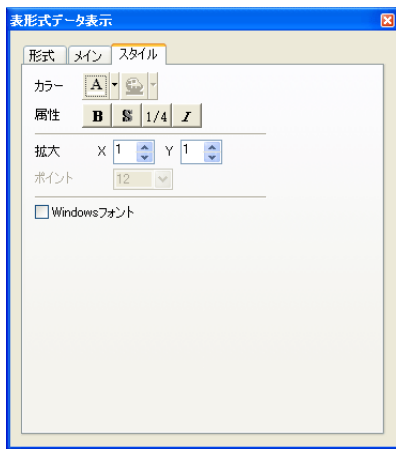 表形式データ表示
形式 メイン スタイル
カラー A
属性 B S 1/4 I
拡大 X 1 Y 1
ポイント 12
Windowsフォント